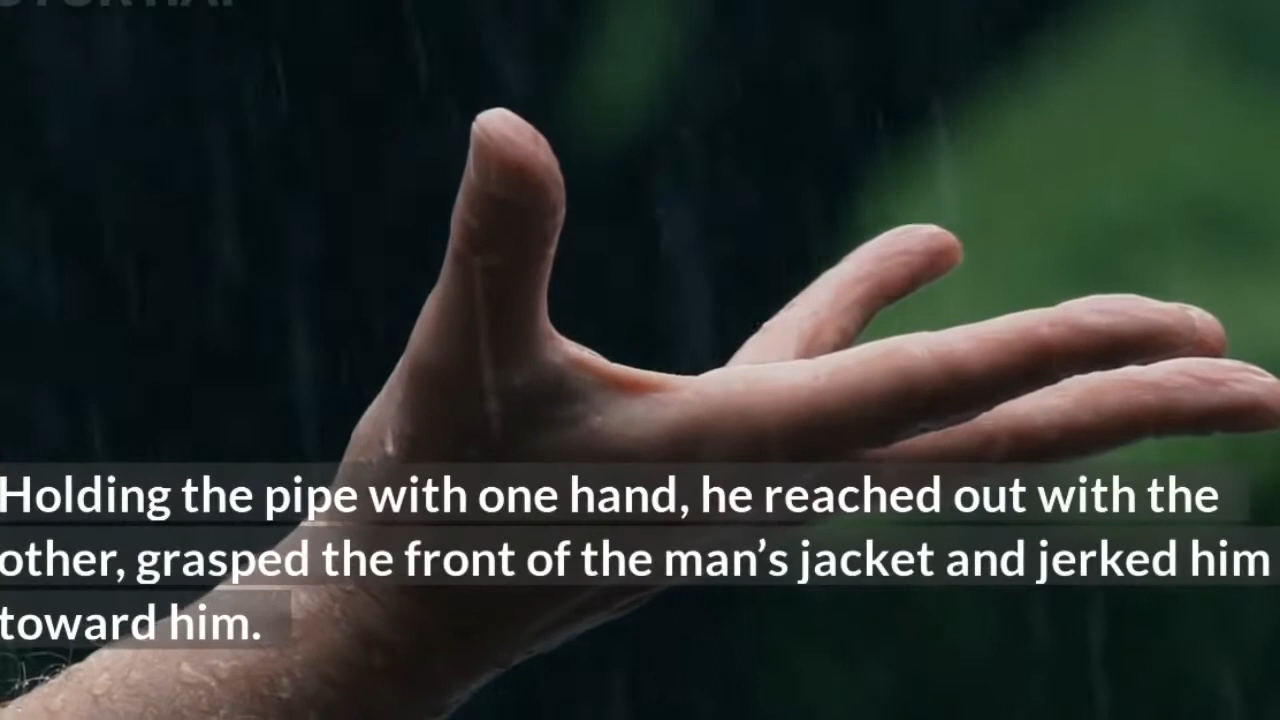 Holding the pipe with one hand, he reached out with the
other, grasped the front of the man’s jacket and jerked him
toward him.